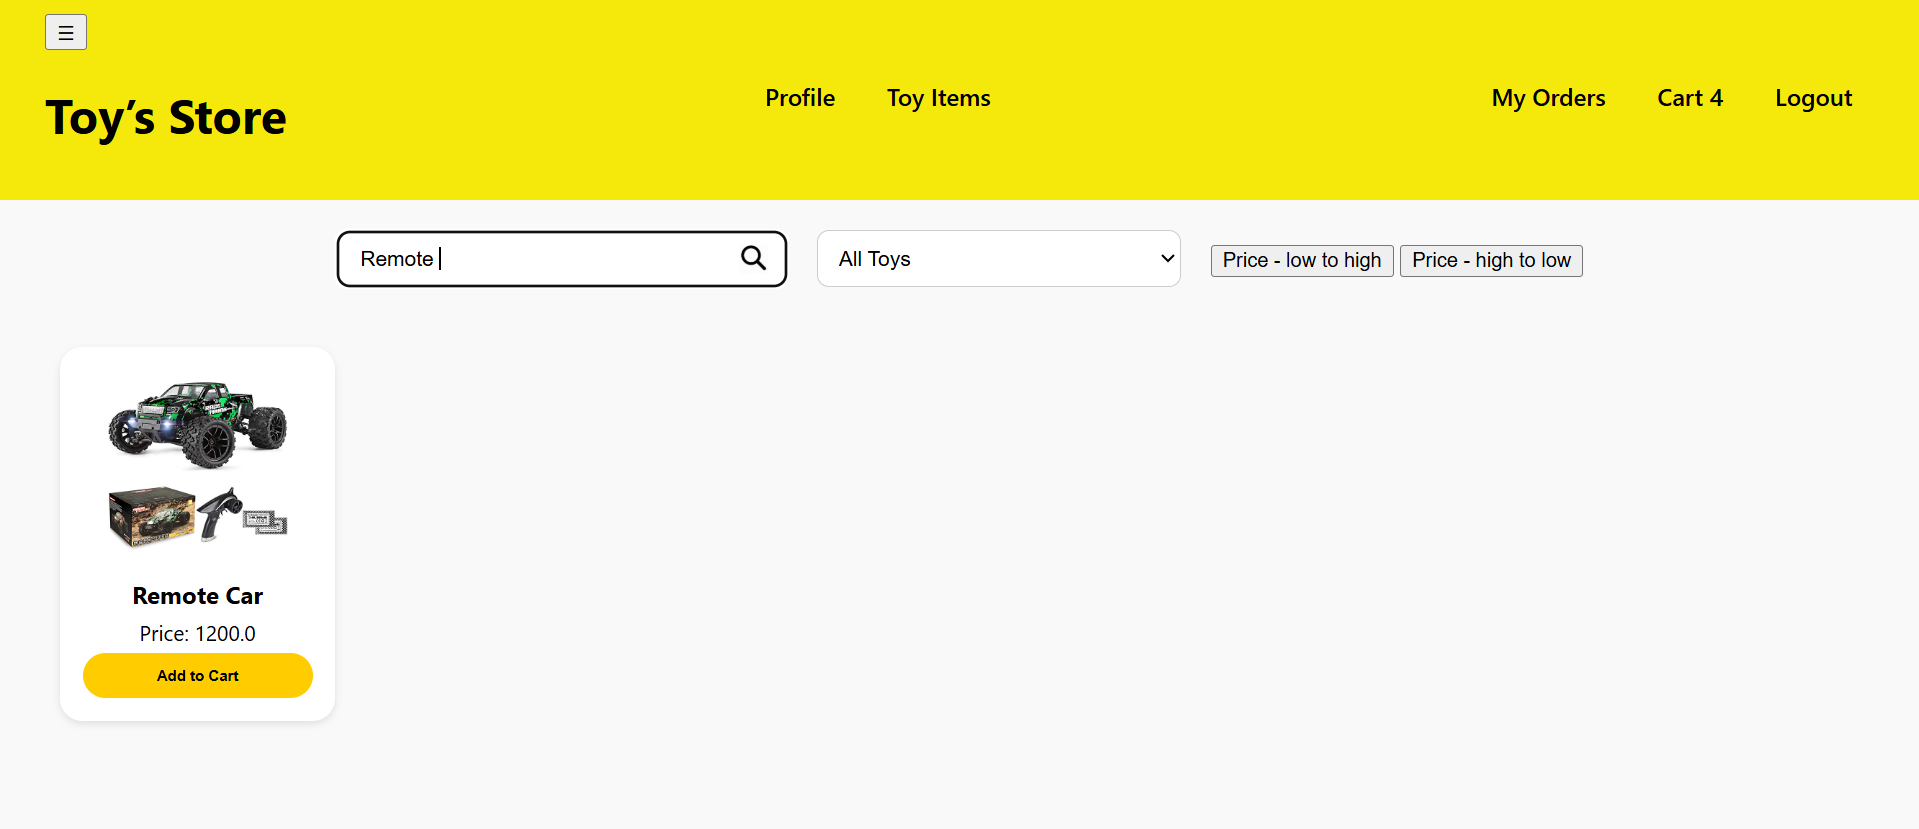 ☰
Toy’s Store
Profile Toy Items My Orders Cart 4 Logout
Remote All Toys Price - low to high Price - high to low
Remote Car
Price: 1200.0
Add to Cart